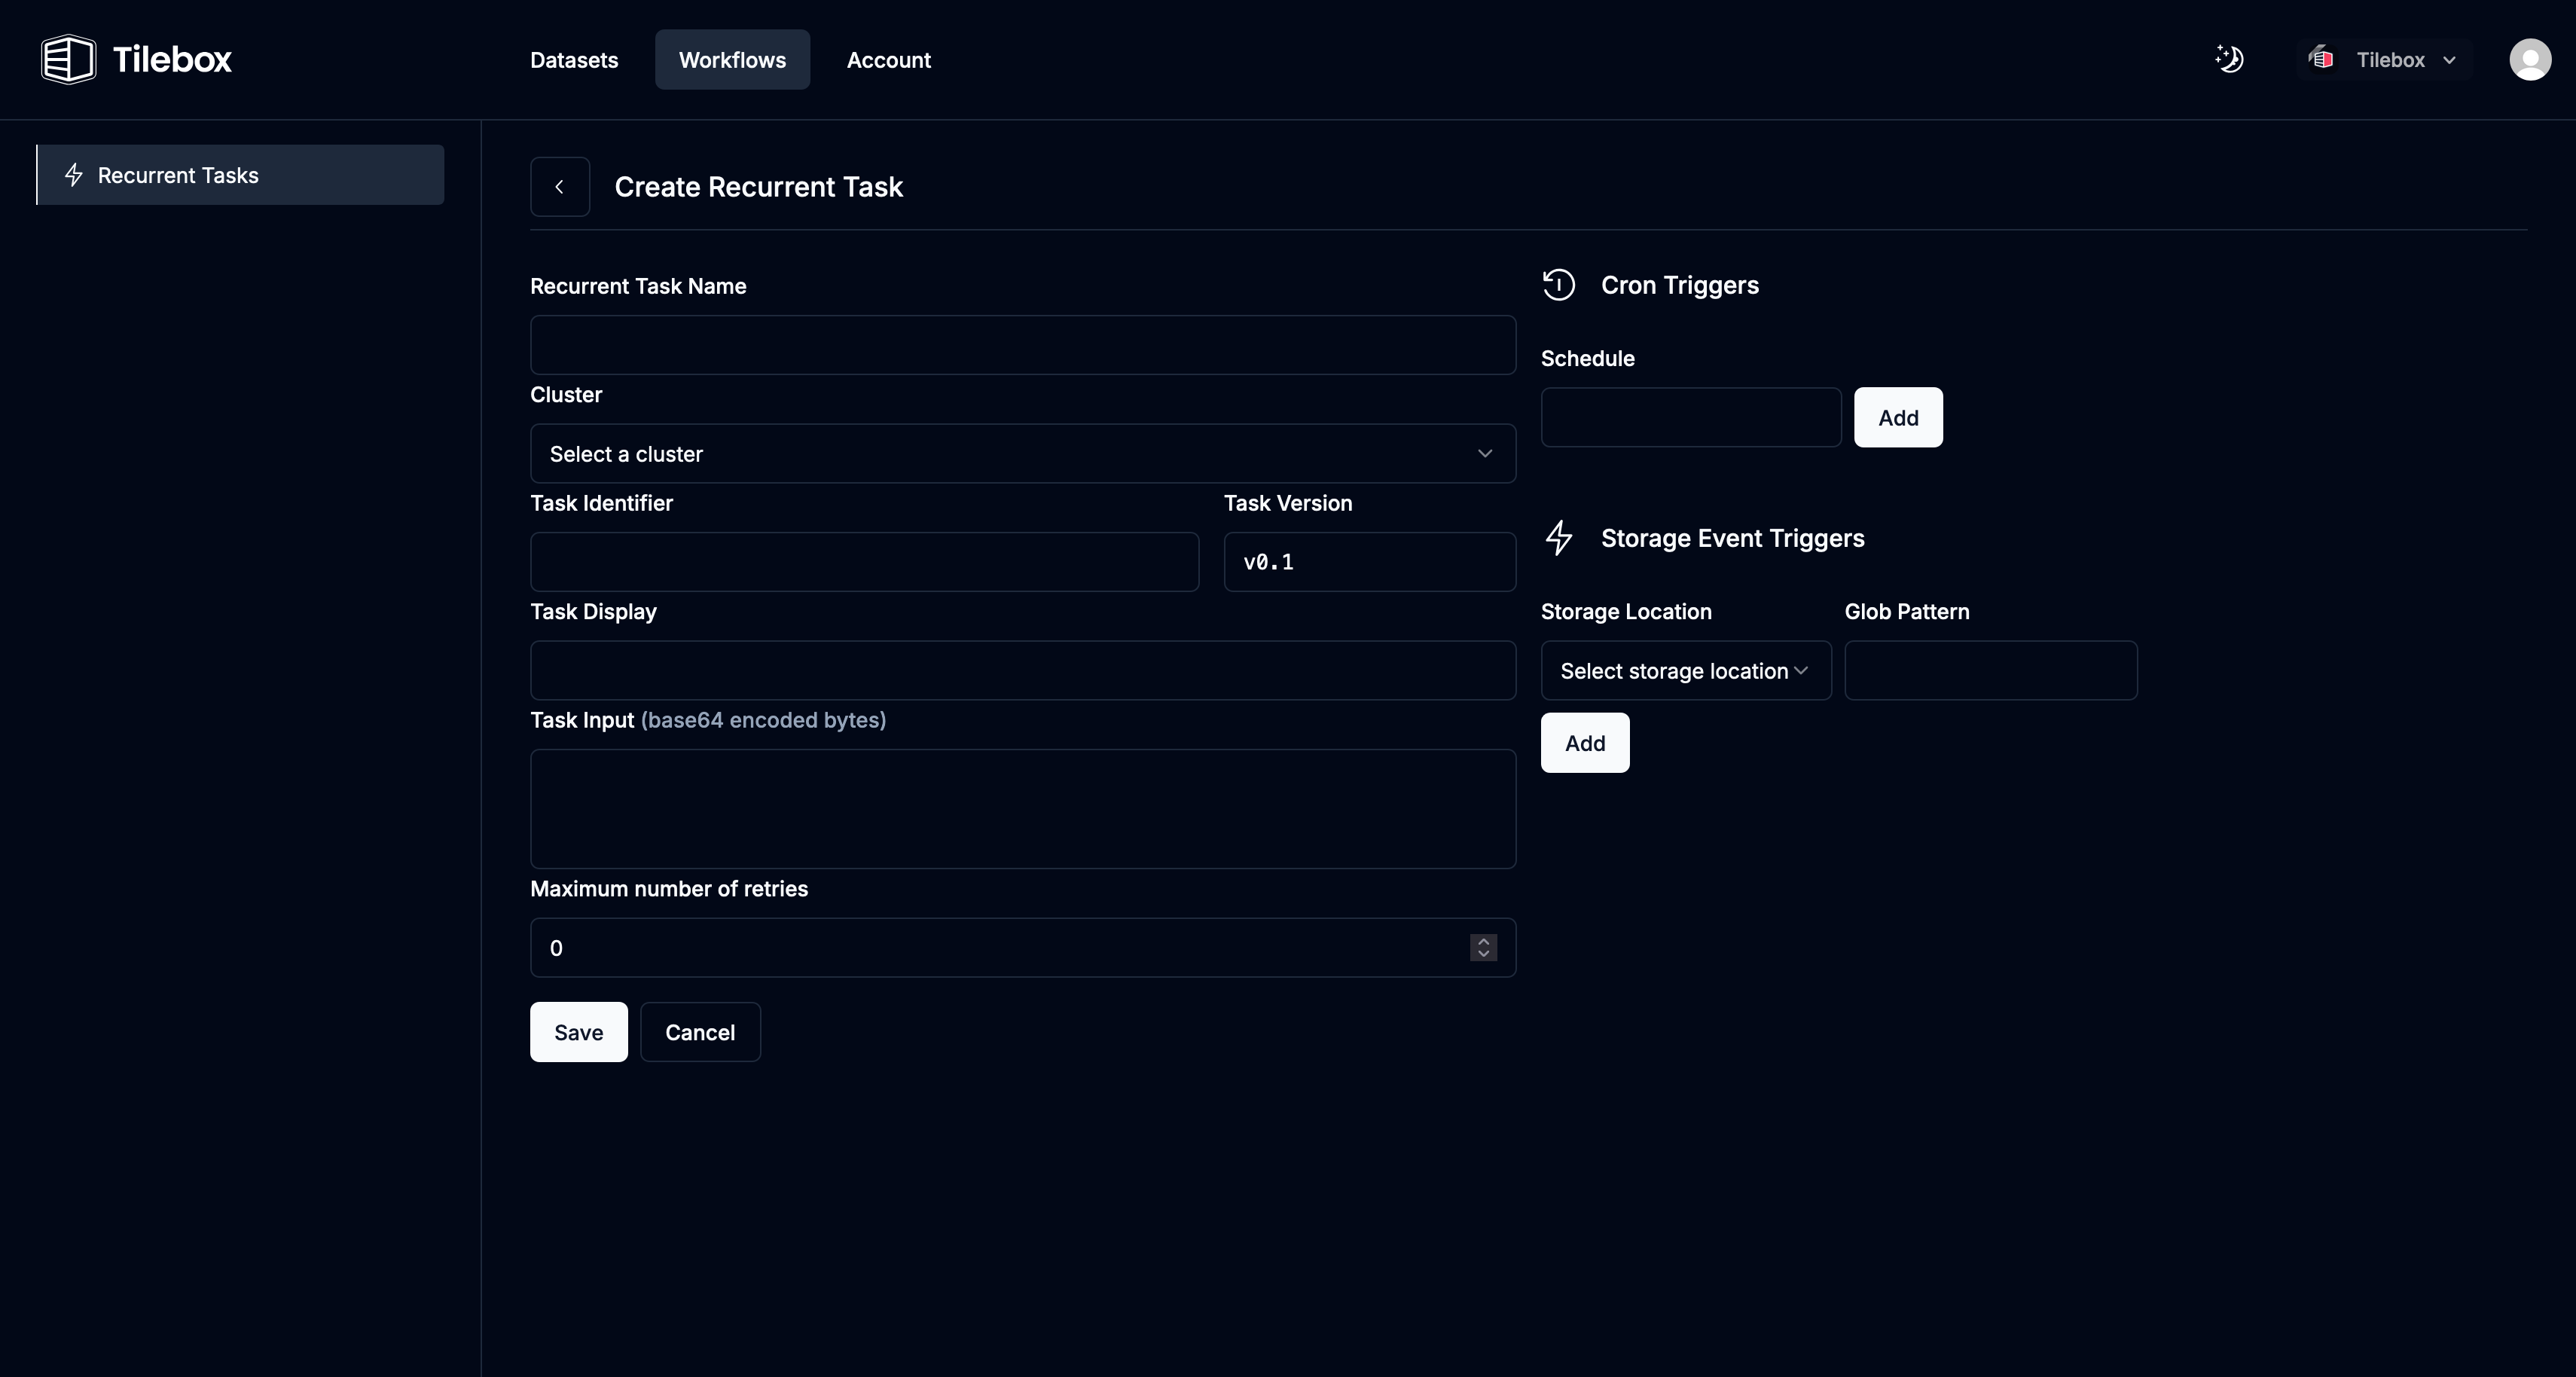 Tilebox
Datasets
Workflows
Account
Tilebox
Recurrent Tasks
Create Recurrent Task
Recurrent Task Name
Cluster
Select a cluster
Task Identifier
Task Version
v0.1
Task Display
Task Input (base64 encoded bytes)
Maximum number of retries
0
Save
Cancel
Cron Triggers
Schedule
Add
Storage Event Triggers
Storage Location
Glob Pattern
Select storage location
Add